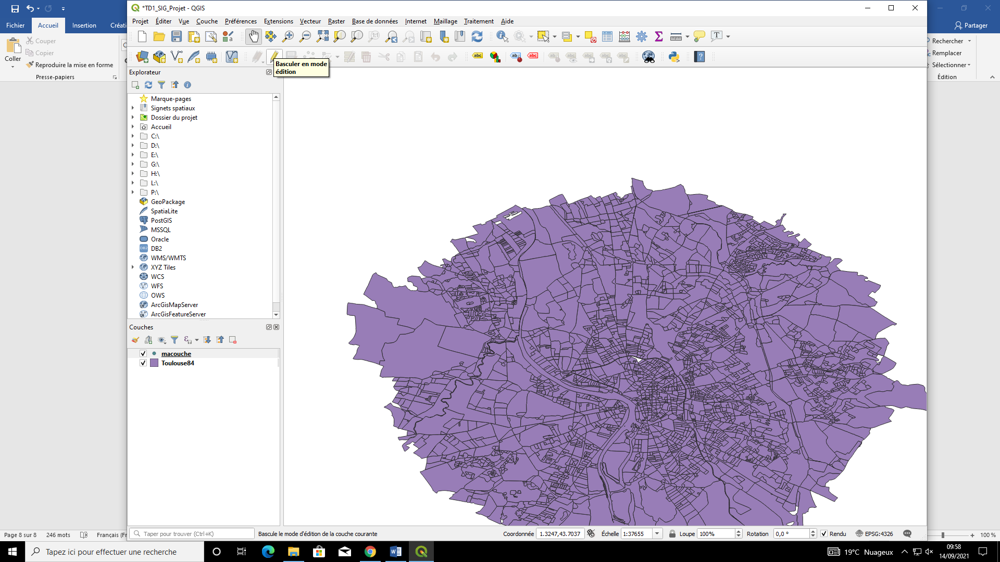 *TD1_SIG_Projet - QGIS
Fichier
Accueil
Insertion
Créati
Partager
Projet
Éditer
Vue
Couche
Préférences
Extensions
Vecteur
Raster
Base de données
Internet
Maillage
Traitement
Aide
Couper
Copier
Coller
Reproduire la mise en forme
Presse-papiers
Rechercher
Remplacer
Sélectionner
Édition
Basculer en mode
édition
Explorateur
Marque-pages
Signets spatiaux
Dossier du projet
Accueil
C:\
D:\
E:\
G:\
H:\
L:\
P:\
GeoPackage
SpatiaLite
PostGIS
MSSQL
Oracle
DB2
WMS/WMTS
XYZ Tiles
WCS
WFS
OWS
ArcGisMapServer
ArcGisFeatureServer
Couches
macouche
Toulouse84
Taper pour trouver (Ctrl+K)
Bascule le mode d'édition de la couche courante
Coordonnée
1.3247,43.7037
Échelle
1:37655
Loupe
100%
Rotation
0,0 °
Rendu
EPSG:4326
Page 8 sur 8
246 mots
Français (Fr
100 %
Tapez ici pour effectuer une recherche
19°C Nuageux
09:58
14/09/2021